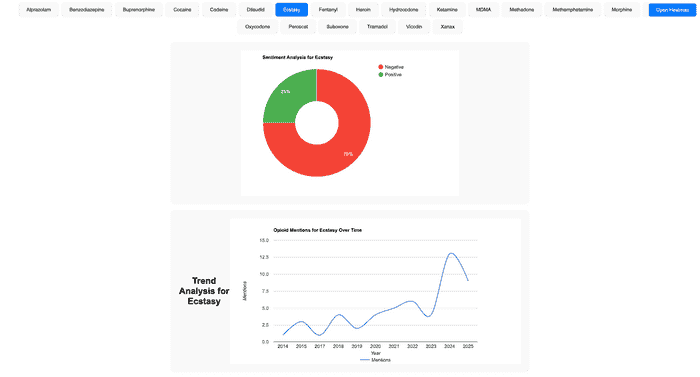 Alprazolam Benzodiazepine Buprenorphine Cocaine Codeine Dilaudid Ecstasy Fentanyl Heroin Hydrocodone Ketamine MDMA Methadone Methamphetamine Morphine Open Heatmap
Oxycodone Percocet Suboxone Tramadol Vicodin Xanax
Sentiment Analysis for Ecstasy
Negative
Positive
25%
75%
Opioid Mentions for Ecstasy Over Time
15.0
12.5
10.0
7.5
5.0
2.5
0.0
Mentions
Trend
Analysis for
Ecstasy
2014 2015 2017 2018 2019 2020 2021 2022 2023 2024 2025
Year
Mentions